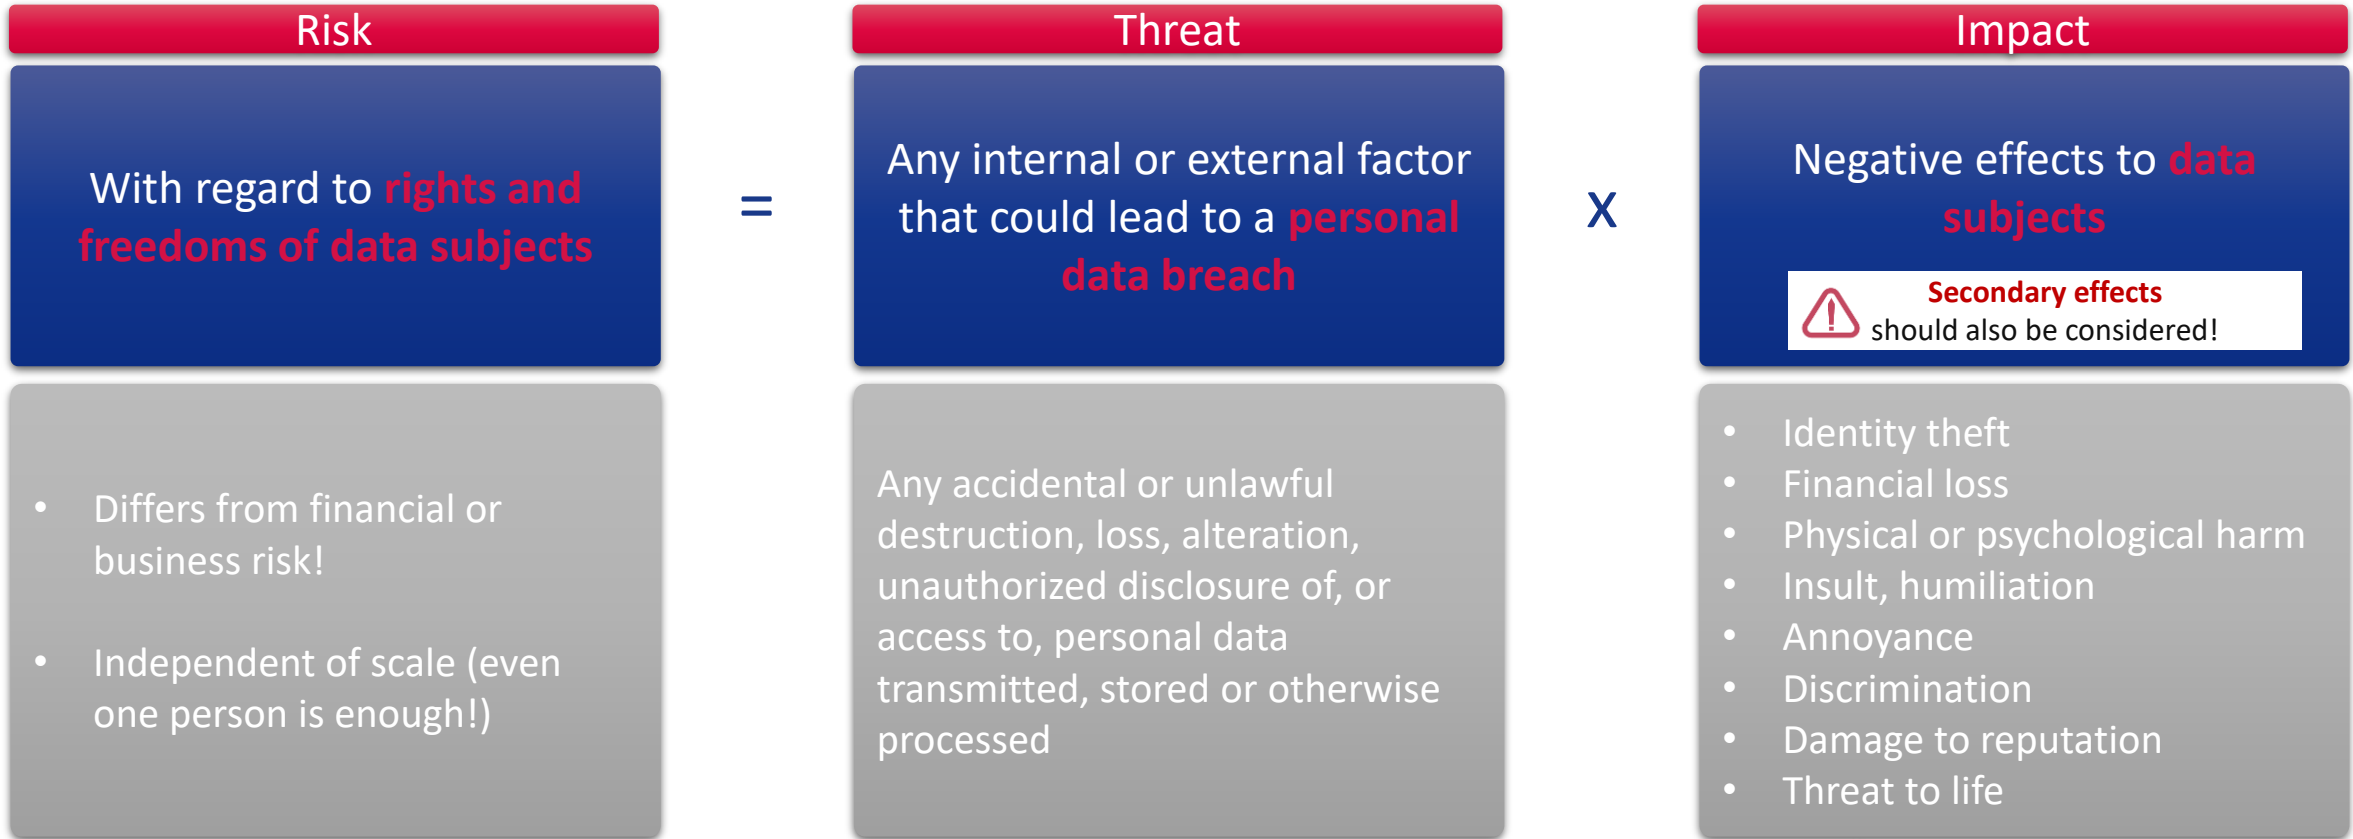 Risk
With regard to rights and
freedoms of data subjects
• Differs from financial or
business risk!
• Independent of scale (even
one person is enough!)
=
Threat
Any internal or external factor
that could lead to a personal
data breach
Any accidental or unlawful
destruction, loss, alteration,
unauthorized disclosure of, or
access to, personal data
transmitted, stored or otherwise
processed
x
Impact
Negative effects to data
subjects
Secondary effects
should also be considered!
• Identity theft
• Financial loss
• Physical or psychological harm
• Insult, humiliation
• Annoyance
• Discrimination
• Damage to reputation
• Threat to life